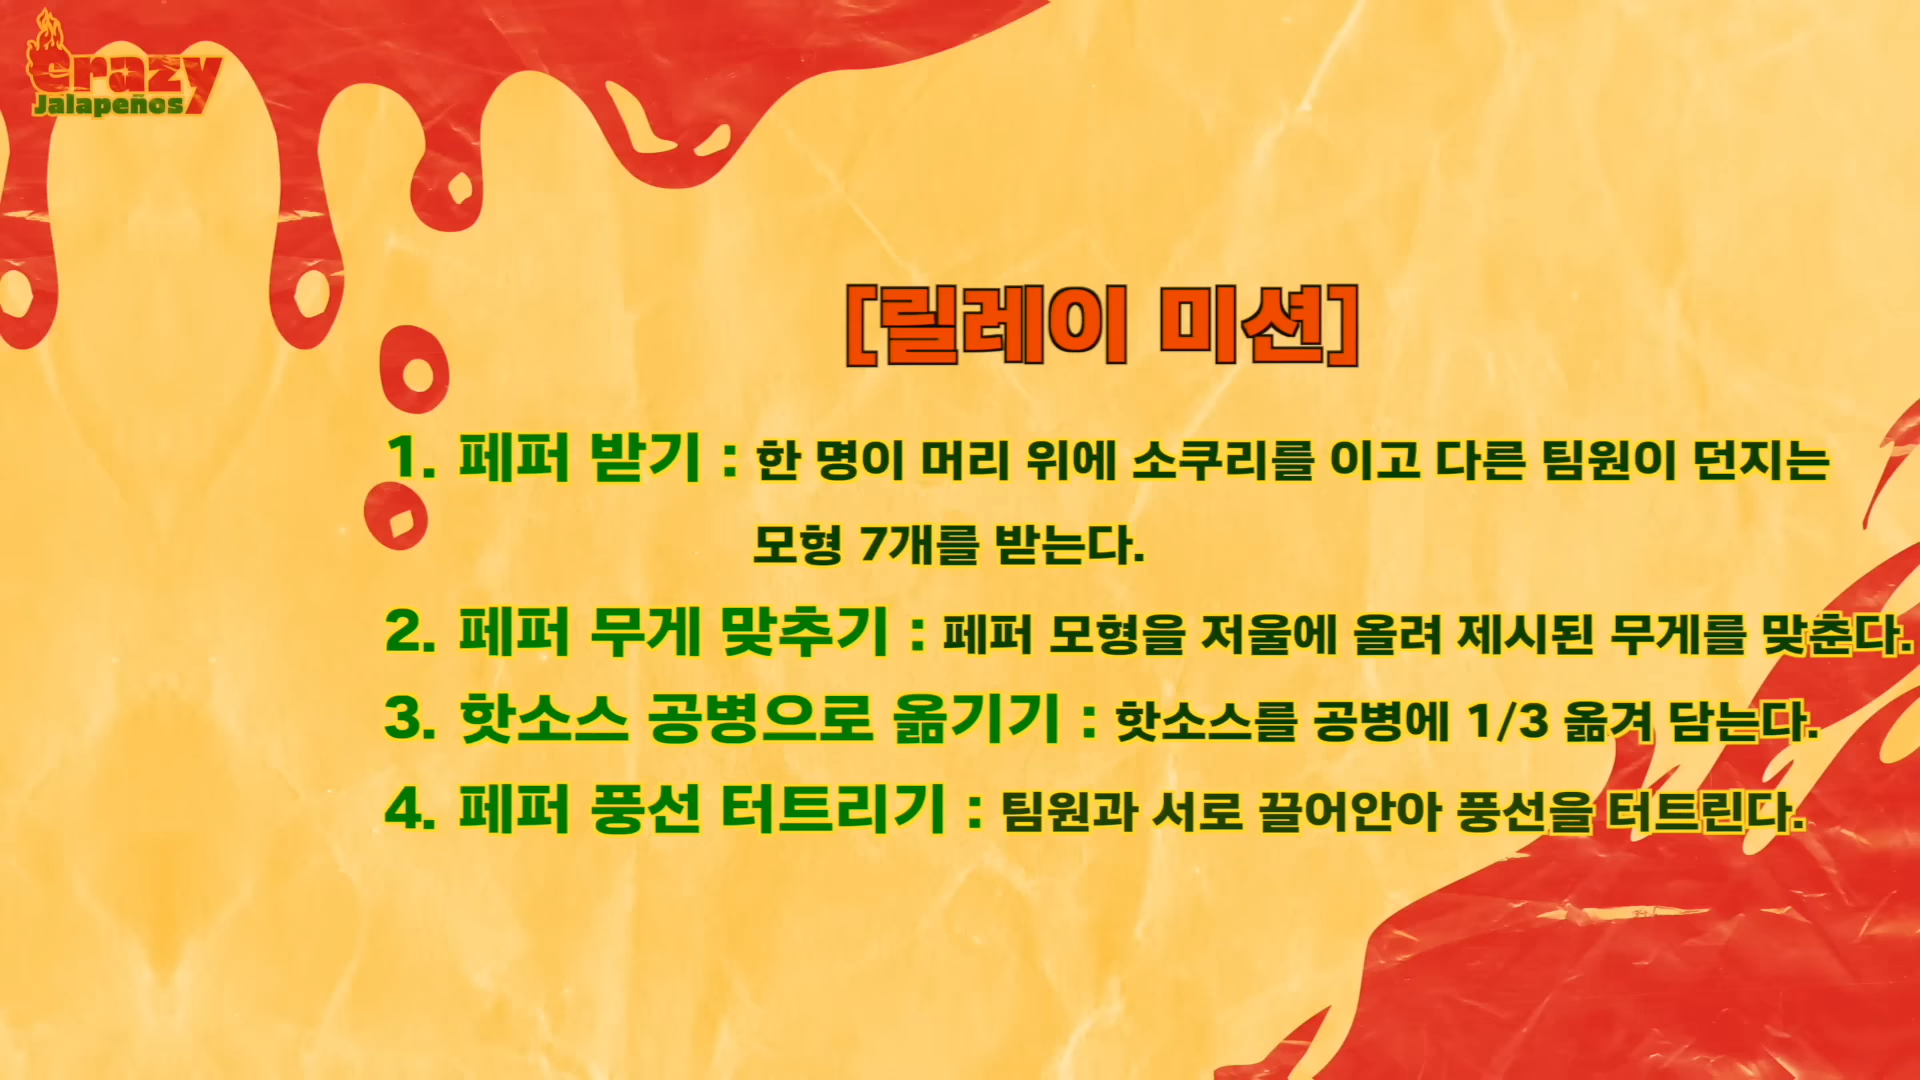 Crazy
Jalapeños
[릴레이 미션]
1. 페퍼 받기 : 한 명이 머리 위에 소쿠리를 이고 다른 팀원이 던지는
모형 7개를 받는다.
2. 페퍼 무게 맞추기 : 페퍼 모형을 저울에 올려 제시된 무게를 맞춘다.
3. 핫소스 공병으로 옮기기 : 핫소스를 공병에 1/3 옮겨 담는다.
4. 페퍼 풍선 터트리기 : 팀원과 서로 끌어안아 풍선을 터트린다.